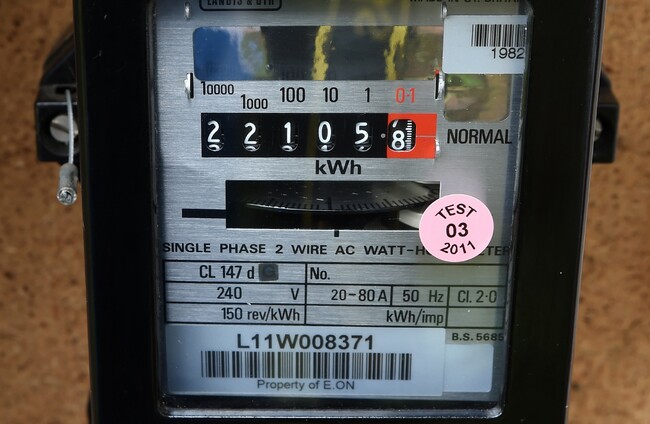 LANDIS & GYR
1982
10000 1000 100 10 1 0·1
2 2 1 0 5 8
NORMAL
kWh
TEST
03
2011
SINGLE PHASE 2 WIRE AC
CL 147 d No.
240 V 20-80 A 50 Hz Cl. 2·0
150 rev/kWh kWh/imp
B.S. 5685
L11W008371
Property of E.ON